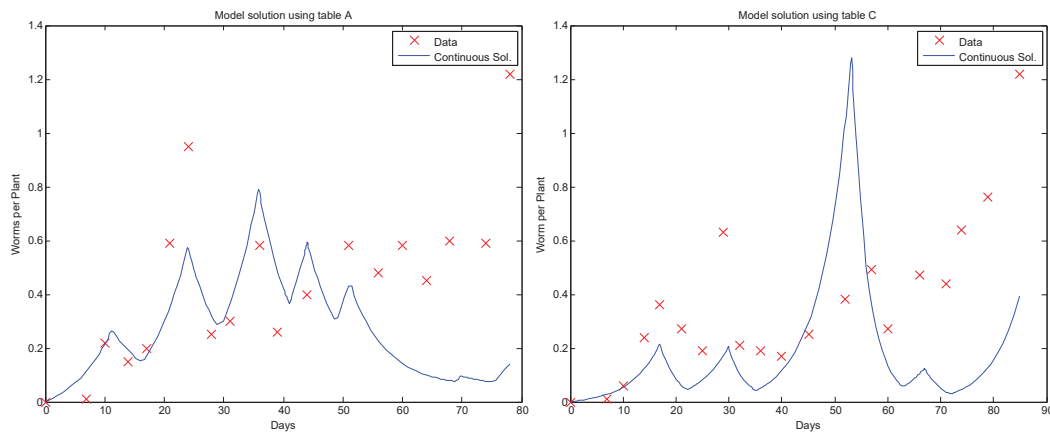 Model solution using table A
1.4
1.2
1
0.8
0.6
0.4
0.2
0
Worms per Plant
0 10 20 30 40 50 60 70 80
Days
Data
Continuous Sol.
Model solution using table C
1.4
1.2
1
0.8
0.6
0.4
0.2
0
Worm per Plant
0 10 20 30 40 50 60 70 80 90
Days
Data
Continuous Sol.